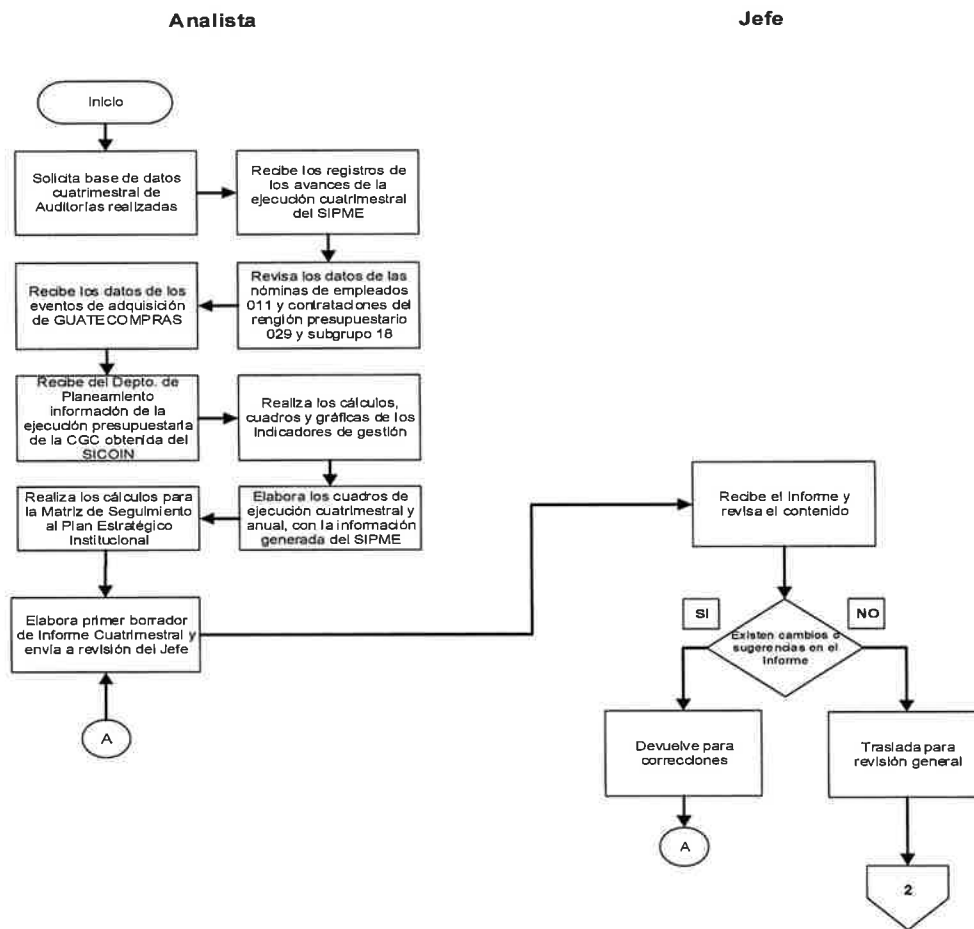 Analista
Jefe
Inicio
Solicita base de datos
cuatrimestral de
Auditorías realizadas
Recibe los registros de
los avances de la
ejecución cuatrimestral
del SIPME
Recibe los datos de los
eventos de adquisición
de GUATECOMPRAS
Revisa los datos de las
nóminas de empleados
011 y contrataciones del
renglón presupuestario
029 y subgrupo 18
Recibe del Depto. de
Planeamiento
información de la
ejecución presupuestaria
de la CGC obtenida del
SICOIN
Realiza los cálculos,
cuadros y gráficas de los
Indicadores de gestión
Realiza los cálculos para
la Matriz de Seguimiento
al Plan Estratégico
Institucional
Elabora los cuadros de
ejecución cuatrimestral y
anual, con la información
generada del SIPME
Elabora primer borrador
de Informe Cuatrimestral y
envía a revisión del Jefe
A
Recibe el Informe y
revisa el contenido
SI
NO
Existen cambios o
sugerencias en el
Informe
Devuelve para
correcciones
Traslada para
revisión general
A
2